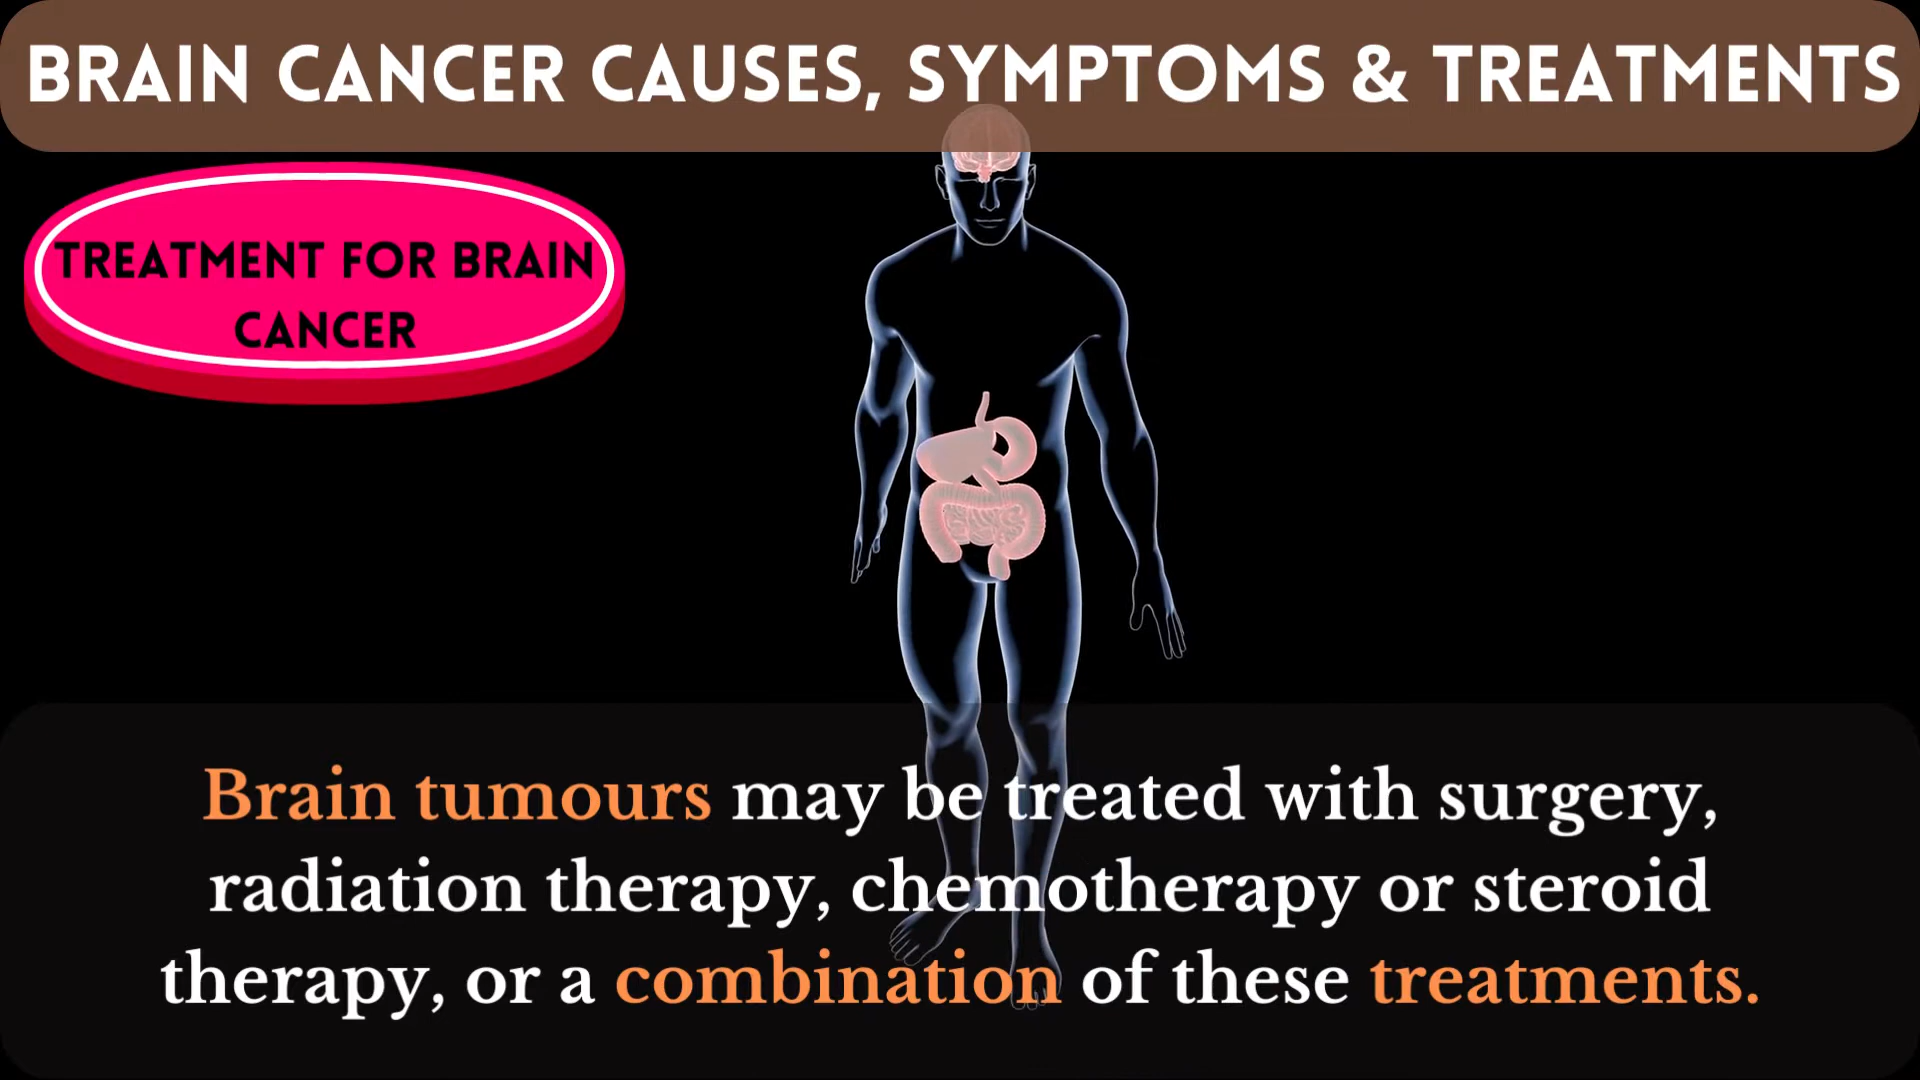 BRAIN CANCER CAUSES, SYMPTOMS & TREATMENTS
TREATMENT FOR BRAIN
CANCER
Brain tumours may be treated with surgery,
radiation therapy, chemotherapy or steroid
therapy, or a combination of these treatments.